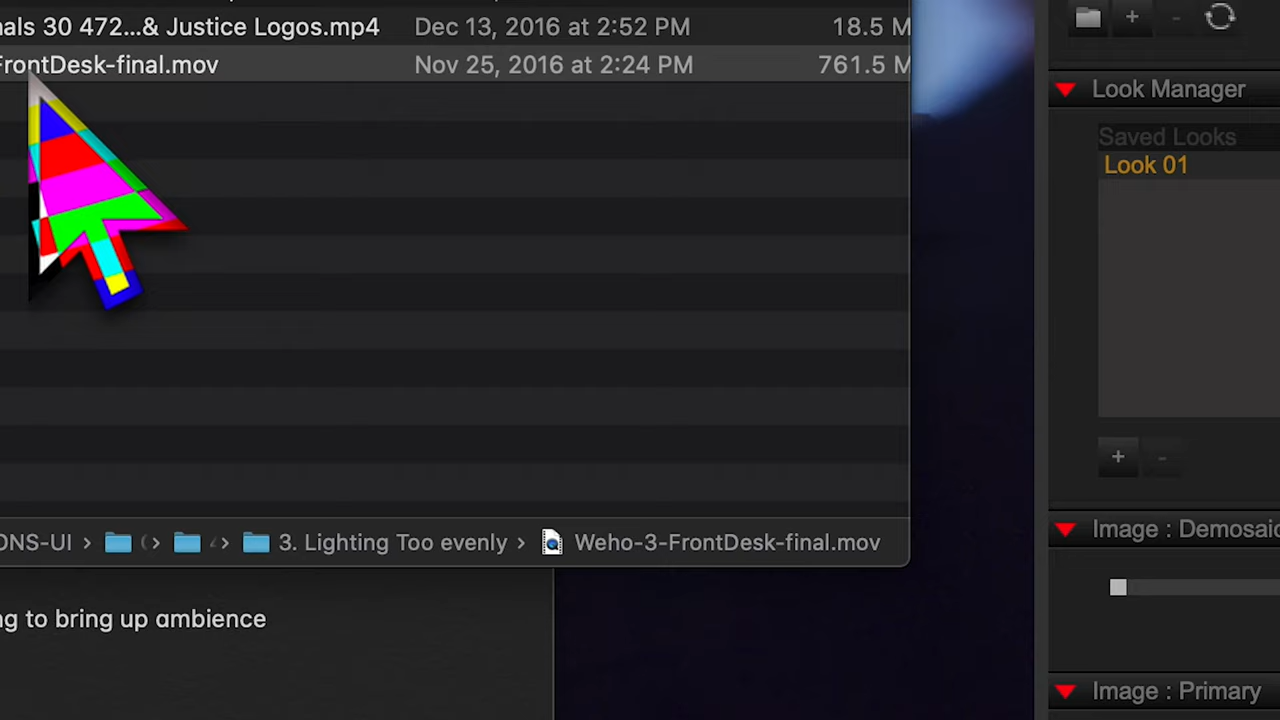 als 30 472...& Justice Logos.mp4 Dec 13, 2016 at 2:52 PM 18.5 M
FrontDesk-final.mov Nov 25, 2016 at 2:24 PM 761.5 M
Look Manager
Saved Looks
Look 01
ONS-UI › ( › › 3. Lighting Too evenly › Weho-3-FrontDesk-final.mov
Image : Demosaic
g to bring up ambience
Image : Primary